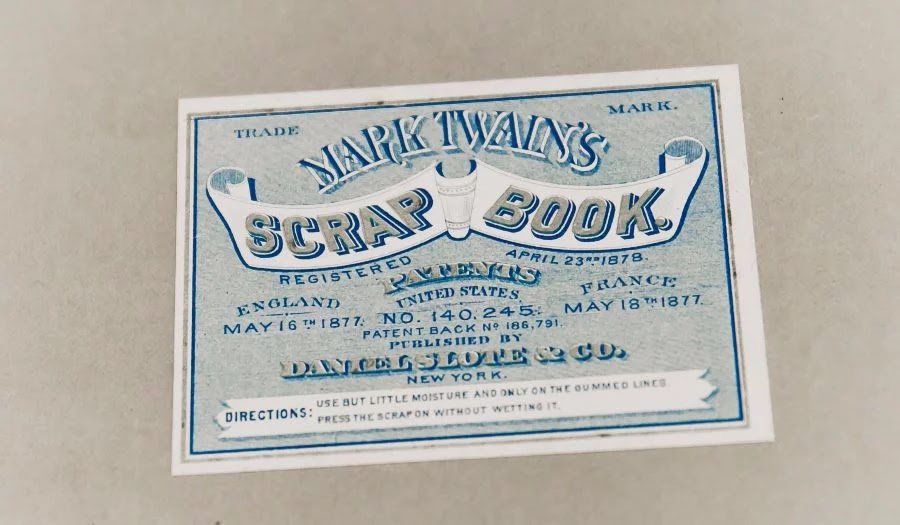 TRADE MARK.
MARK TWAIN'S
SCRAP BOOK.
REGISTERED APRIL 23RD 1878.
PATENTS
UNITED STATES
ENGLAND FRANCE
MAY 16TH 1877. NO. 140,245. MAY 18TH 1877.
PATENT BACK No 186,791.
PUBLISHED BY
DANIEL SLOTE & CO.
NEW YORK.
DIRECTIONS: USE BUT LITTLE MOISTURE AND ONLY ON THE GUMMED LINES.
PRESS THE SCRAP ON WITHOUT WETTING IT.